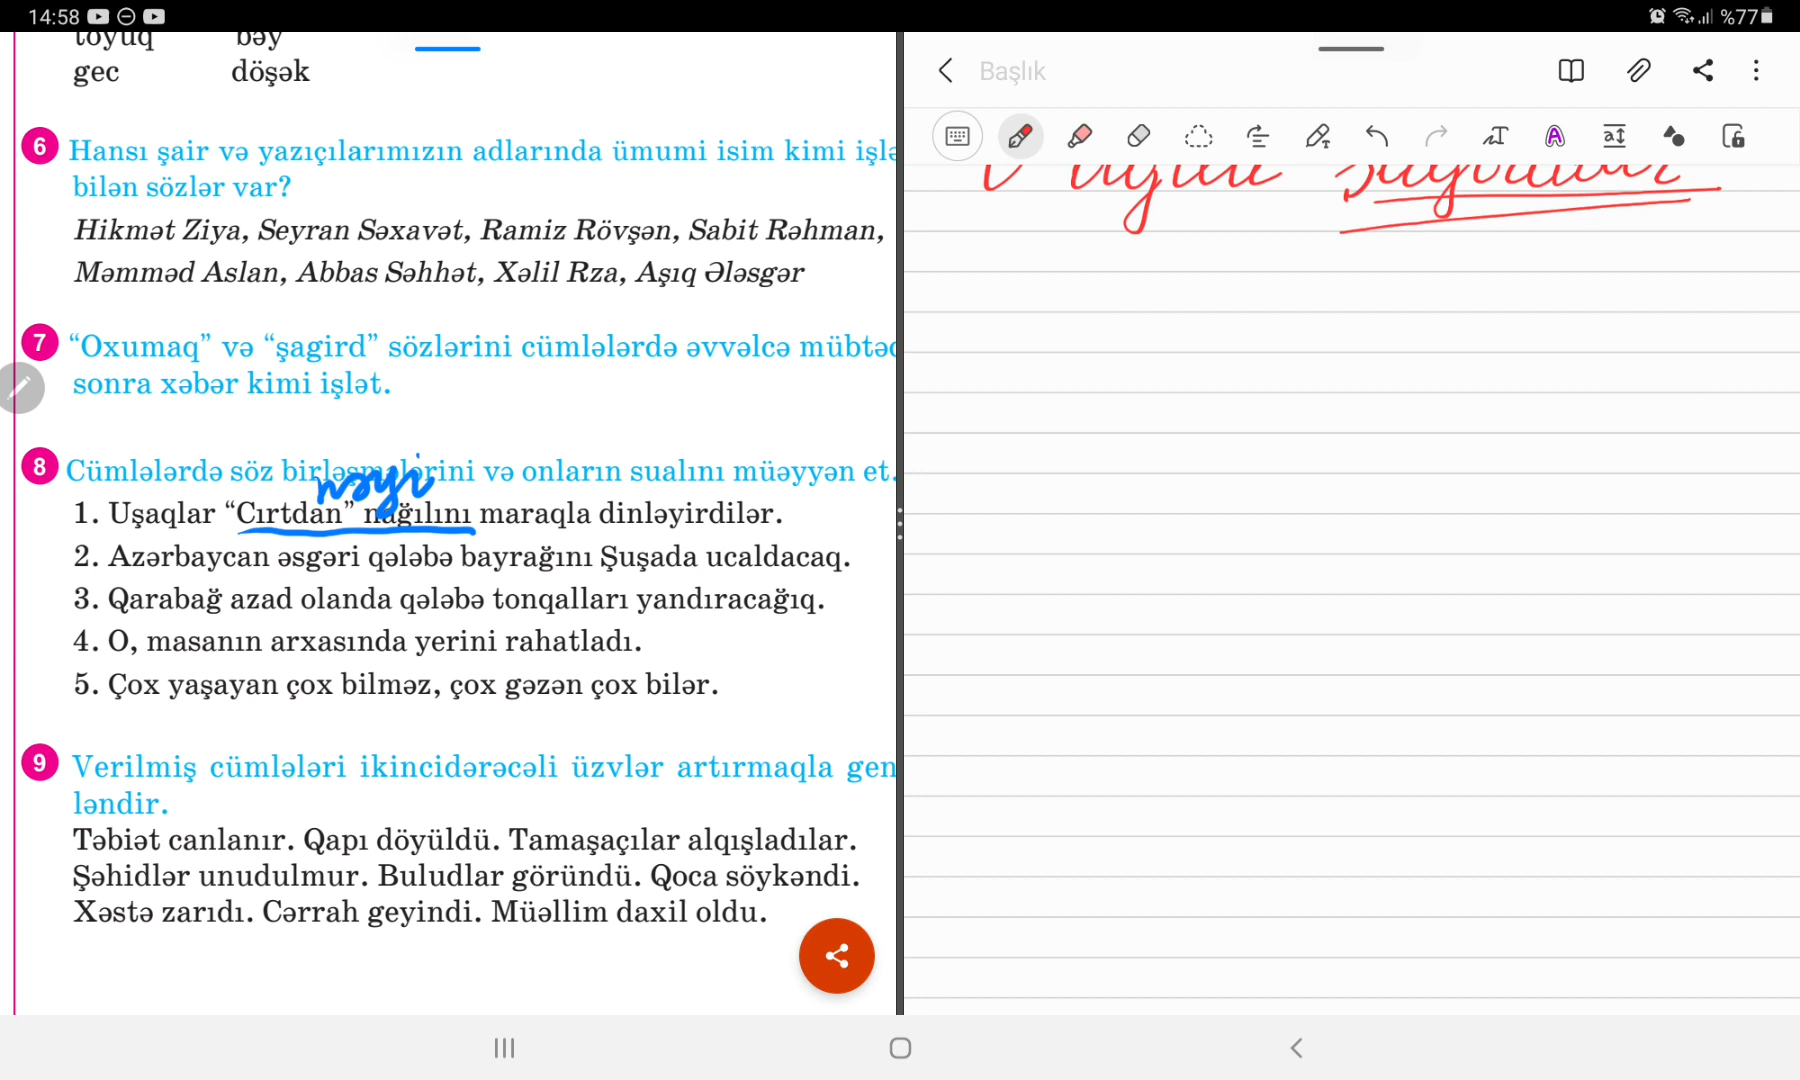 14:58
%77
toyuq bəy
gec döşək
6 Hansı şair və yazıçılarımızın adlarında ümumi isim kimi işlə
bilən sözlər var?
Hikmət Ziya, Seyran Səxavət, Ramiz Rövşən, Sabit Rəhman,
Məmməd Aslan, Abbas Səhhət, Xəlil Rza, Aşıq Ələsgər
7 “Oxumaq” və “şagird” sözlərini cümlələrdə əvvəlcə mübtəd
sonra xəbər kimi işlət.
8 Cümlələrdə söz birləşmələrini və onların sualını müəyyən et.
nəyi
1. Uşaqlar “Cırtdan” nağılını maraqla dinləyirdilər.
2. Azərbaycan əsgəri qələbə bayrağını Şuşada ucaldacaq.
3. Qarabağ azad olanda qələbə tonqalları yandıracağıq.
4. O, masanın arxasında yerini rahatladı.
5. Çox yaşayan çox bilməz, çox gəzən çox bilər.
9 Verilmiş cümlələri ikincidərəcəli üzvlər artırmaqla gen
ləndir.
Təbiət canlanır. Qapı döyüldü. Tamaşaçılar alqışladılar.
Şəhidlər unudulmur. Buludlar göründü. Qoca söykəndi.
Xəstə zarıdı. Cərrah geyindi. Müəllim daxil oldu.
Başlık